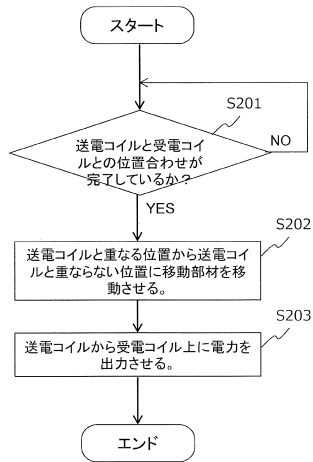 スタート
S201
送電コイルと受電コイ
ルとの位置合わせが
完了しているか?
NO
YES
S202
送電コイルと重なる位置から送電コイ
ルと重ならない位置に移動部材を移
動させる。
S203
送電コイルから受電コイル上に電力を
出力させる。
エンド